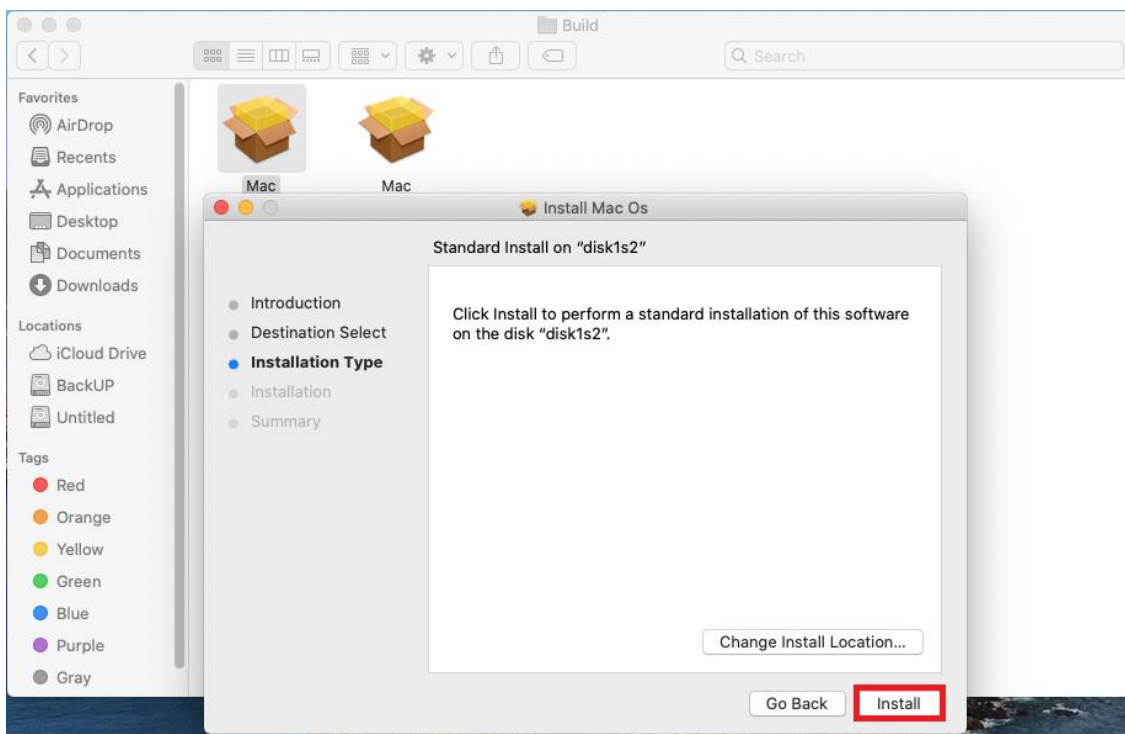 Build
Search
Favorites
AirDrop
Recents
Applications
Desktop
Documents
Downloads
Locations
iCloud Drive
BackUP
Untitled
Tags
Red
Orange
Yellow
Green
Blue
Purple
Gray
Mac
Mac
Install Mac Os
Standard Install on “disk1s2”
Introduction
Destination Select
Installation Type
Installation
Summary
Click Install to perform a standard installation of this software
on the disk “disk1s2”.
Change Install Location...
Go Back
Install